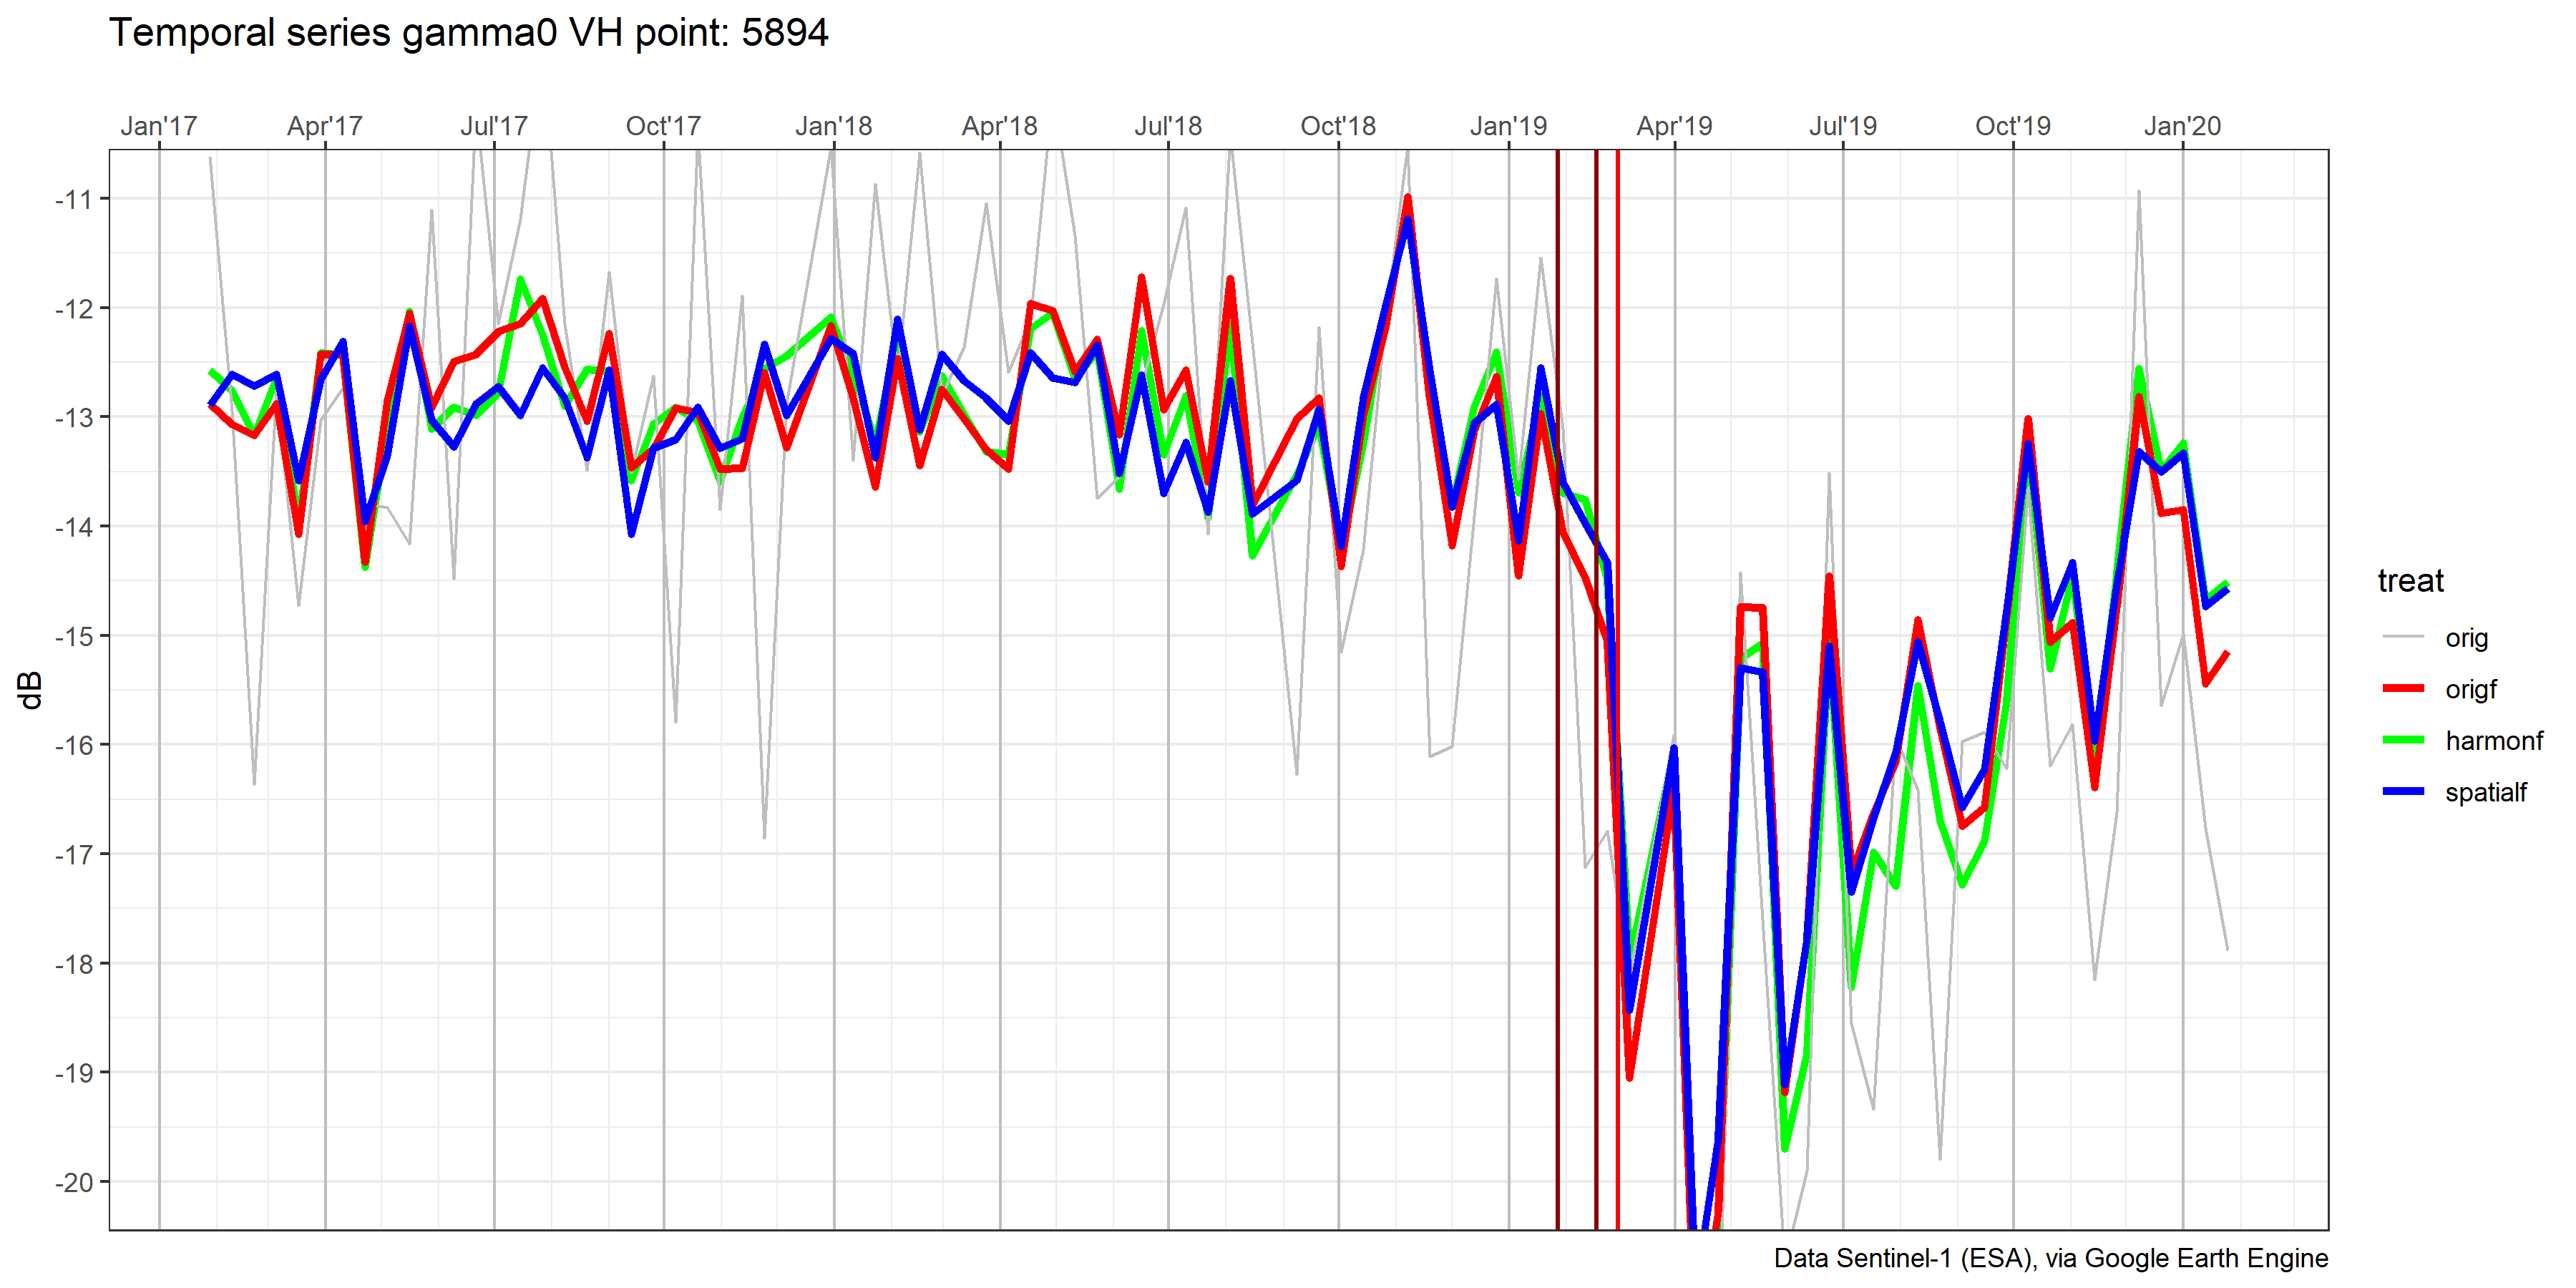 Temporal series gamma0 VH point: 5894
Jan'17 Apr'17 Jul'17 Oct'17 Jan'18 Apr'18 Jul'18 Oct'18 Jan'19 Apr'19 Jul'19 Oct'19 Jan'20
-11
-12
-13
-14
-15
-16
-17
-18
-19
-20
dB
treat
orig
origf
harmonf
spatialf
Data Sentinel-1 (ESA), via Google Earth Engine